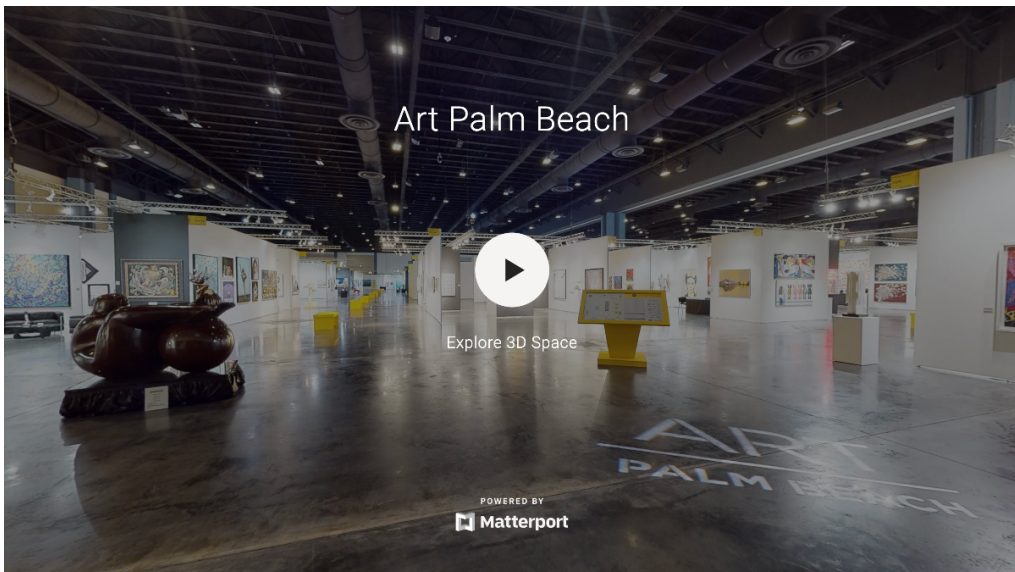 Art Palm Beach
Explore 3D Space
ART
PALM BEACH
POWERED BY
Matterport